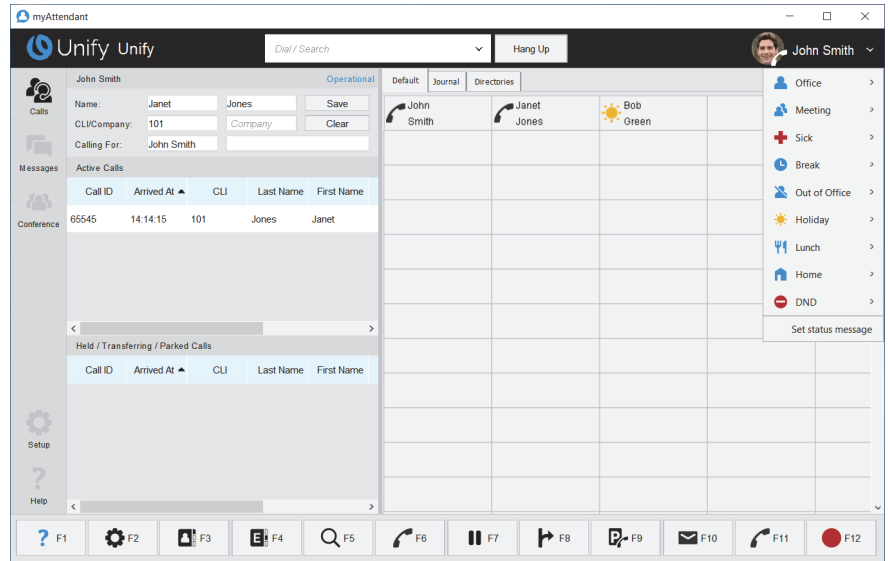 myAttendant
Unify Unify
Dial / Search
Hang Up
John Smith
Calls
Messages
Conference
Setup
Help
John Smith Operational
Name: Janet Jones Save
CLI/Company: 101 Company Clear
Calling For: John Smith
Active Calls
Call ID Arrived At CLI Last Name First Name
65545 14:14:15 101 Jones Janet
Held / Transferring / Parked Calls
Call ID Arrived At CLI Last Name First Name
Default Journal Directories
John
Smith
Janet
Jones
Bob
Green
Office
Meeting
Sick
Break
Out of Office
Holiday
Lunch
Home
DND
Set status message
? F1 F2 F3 E F4 F5 F6 F7 F8 P F9 F10 F11 F12